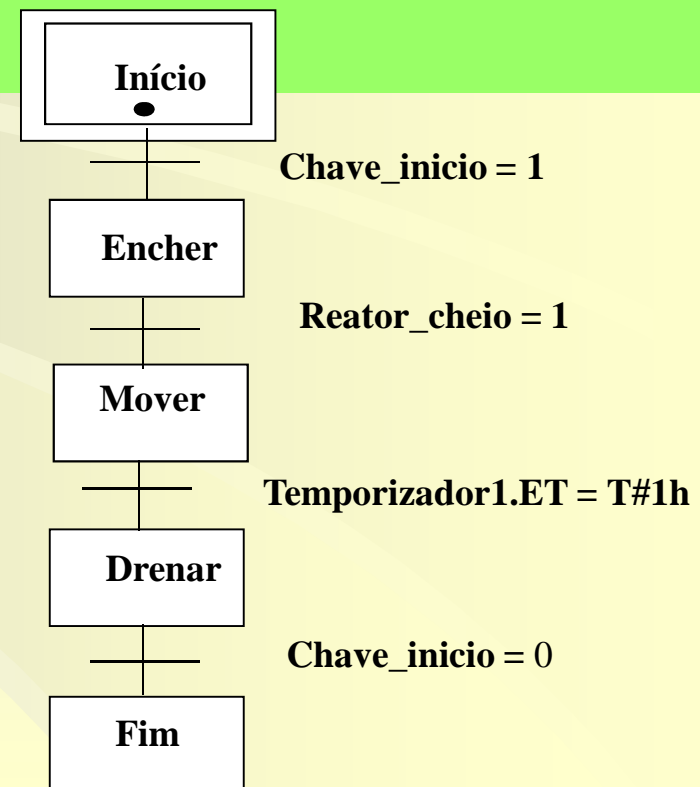 Início
Chave_inicio = 1
Encher
Reator_cheio = 1
Mover
Temporizador1.ET = T#1h
Drenar
Chave_inicio = 0
Fim